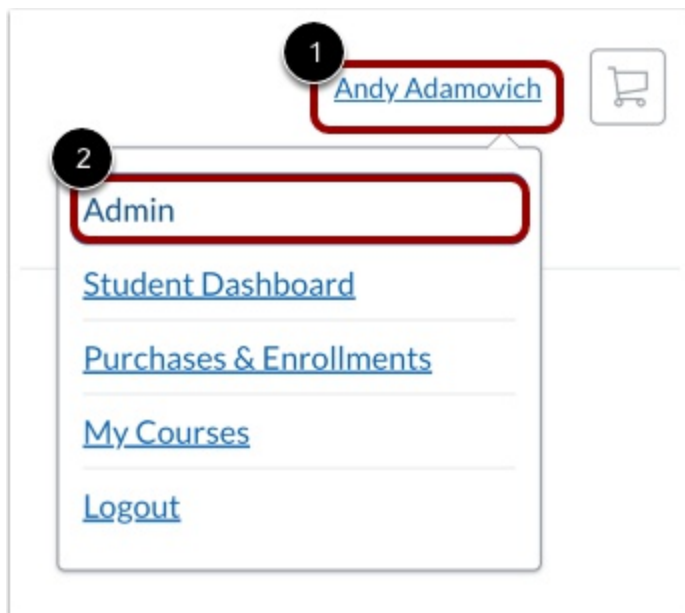 1
Andy Adamovich
2
Admin
Student Dashboard
Purchases & Enrollments
My Courses
Logout